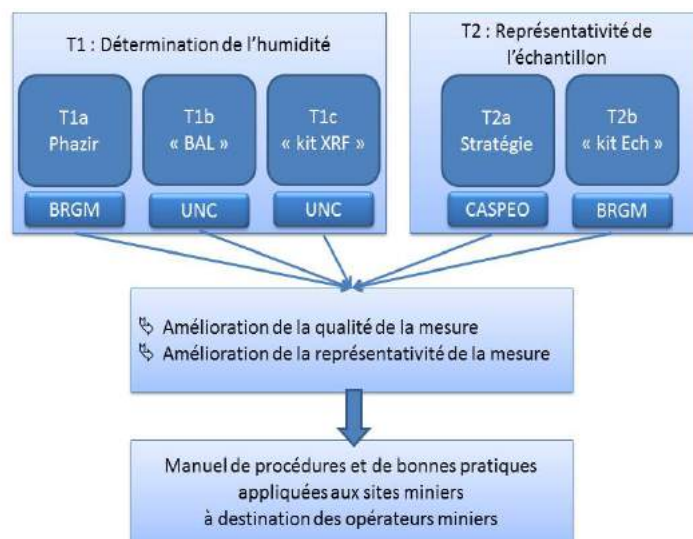 T1 : Détermination de l'humidité
T1a
Phazir
BRGM
T1b
« BAL »
UNC
T1c
« kit XRF »
UNC
T2 : Représentativité de
l'échantillon
T2a
Stratégie
CASPEO
T2b
« kit Ech »
BRGM
Amélioration de la qualité de la mesure
Amélioration de la représentativité de la mesure
Manuel de procédures et de bonnes pratiques
appliquées aux sites miniers
à destination des opérateurs miniers